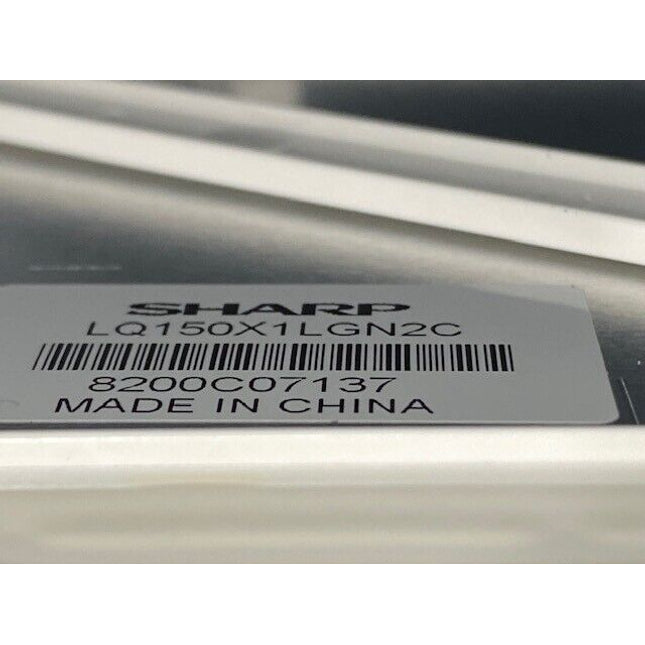 SHARP
LQ150X1LGN2C
8200C07137
MADE IN CHINA